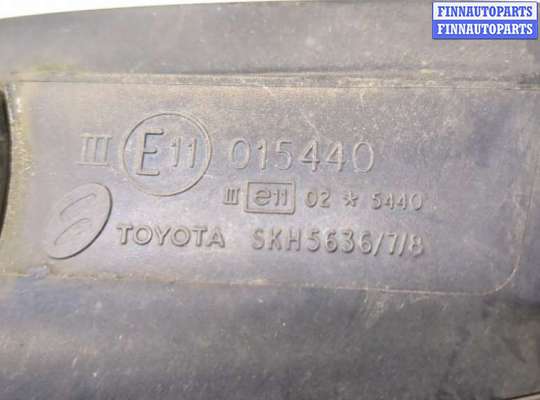 FINNAUTOPARTS
FINNAUTOPARTS
III E11 015440
III e11 02 * 5440
TOYOTA SKH5636/7/8